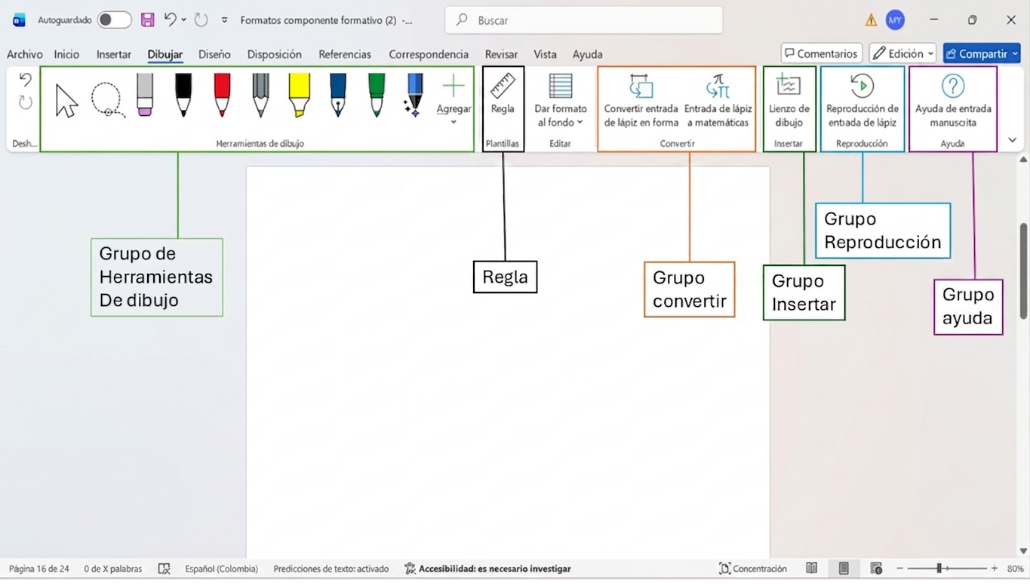 Autoguardado
Formatos componente formativo (2) -...
Buscar
MY
Archivo Inicio Insertar Dibujar Diseño Disposición Referencias Correspondencia Revisar Vista Ayuda
Comentarios Edición Compartir
Agregar
Regla
Dar formato
al fondo
Convertir entrada
de lápiz en forma
Entrada de lápiz
a matemáticas
Lienzo de
dibujo
Reproducción de
entrada de lápiz
Ayuda de entrada
manuscrita
Desh... Herramientas de dibujo Plantillas Editar Convertir Insertar Reproducción Ayuda
Grupo de
Herramientas
De dibujo
Regla
Grupo
convertir
Grupo
Insertar
Grupo
Reproducción
Grupo
ayuda
Página 16 de 24 0 de X palabras Español (Colombia) Predicciones de texto: activado Accesibilidad: es necesario investigar Concentración 80%